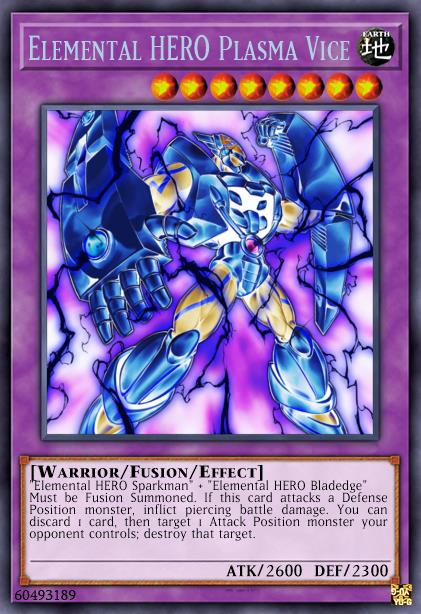 Elemental HERO Plasma Vice
EARTH
地
[Warrior/Fusion/Effect]
"Elemental HERO Sparkman" + "Elemental HERO Bladedge"
Must be Fusion Summoned. If this card attacks a Defense
Position monster, inflict piercing battle damage. You can
discard 1 card, then target 1 Attack Position monster your
opponent controls; destroy that target.
ATK/2600 DEF/2300
60493189